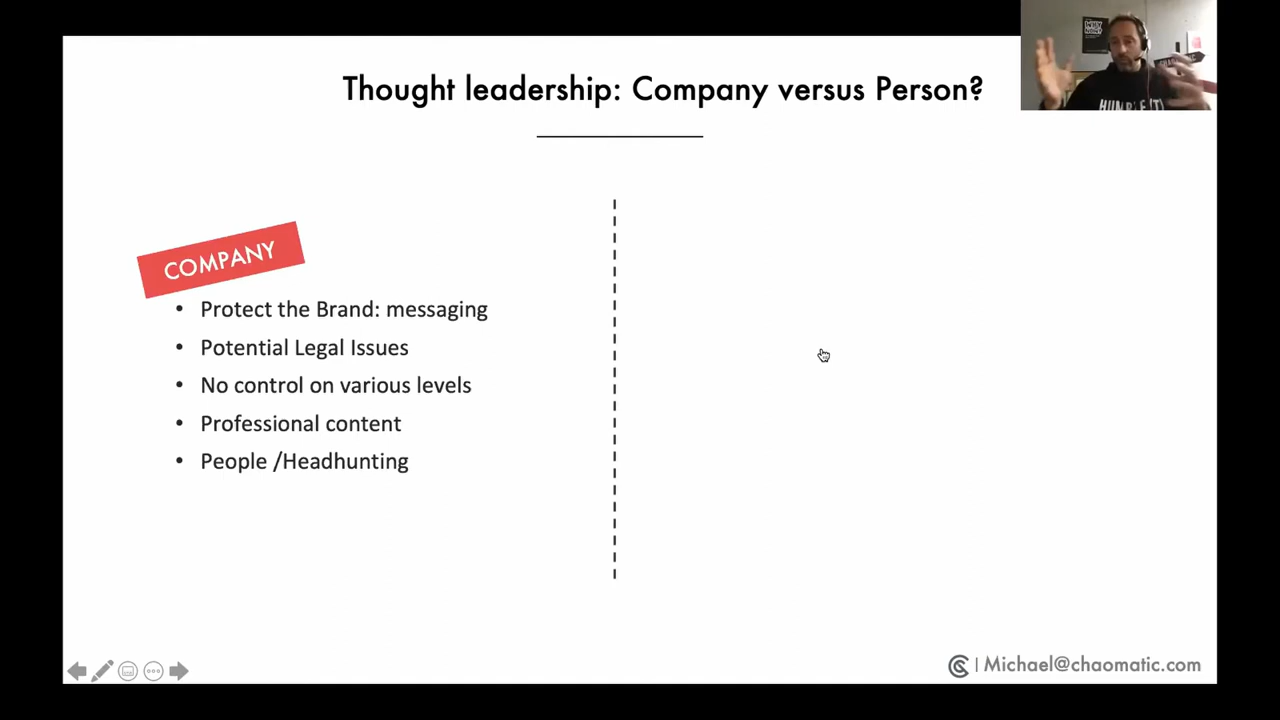 Thought leadership: Company versus Person?
COMPANY
• Protect the Brand: messaging
• Potential Legal Issues
• No control on various levels
• Professional content
• People /Headhunting
| Michael@chaomatic.com